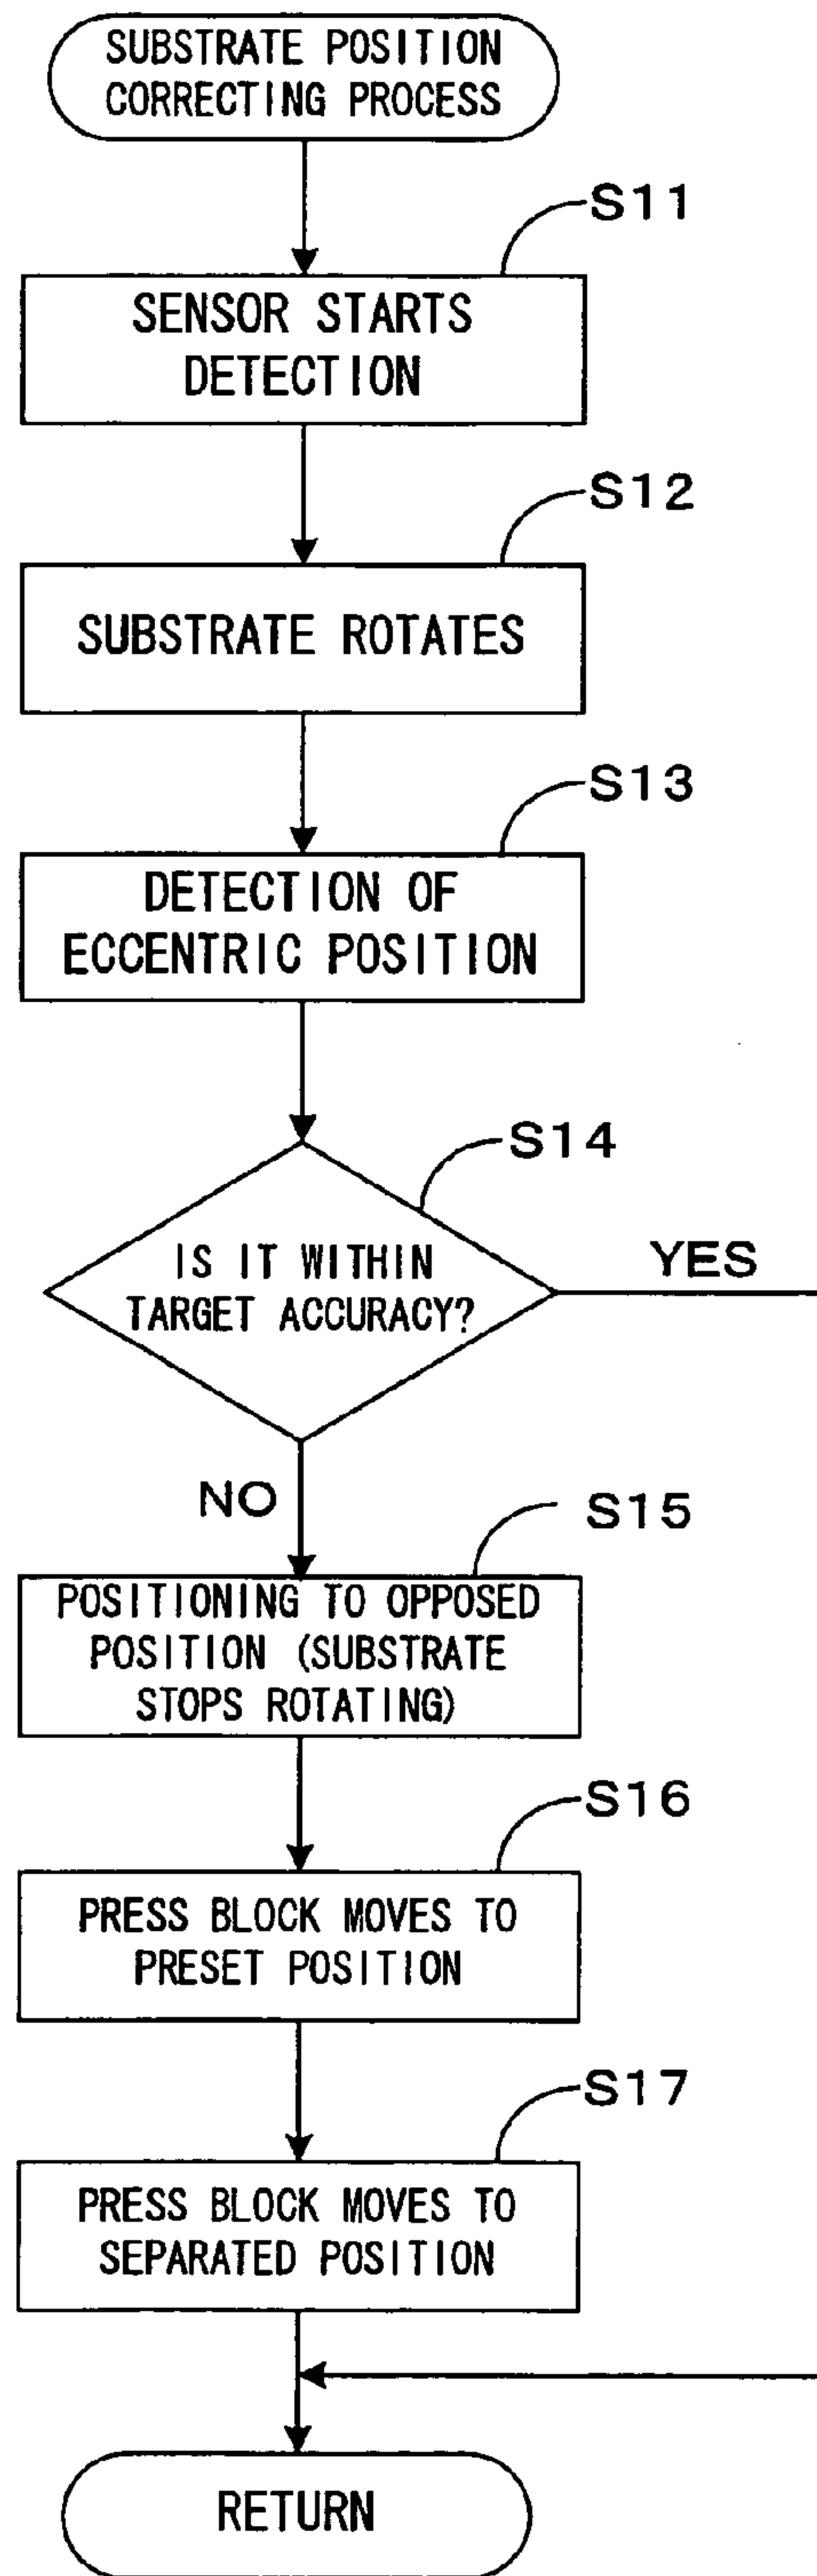 SUBSTRATE POSITION
CORRECTING PROCESS
S11
SENSOR STARTS
DETECTION
S12
SUBSTRATE ROTATES
S13
DETECTION OF
ECCENTRIC POSITION
S14
IS IT WITHIN
TARGET ACCURACY?
YES
NO
S15
POSITIONING TO OPPOSED
POSITION (SUBSTRATE
STOPS ROTATING)
S16
PRESS BLOCK MOVES TO
PRESET POSITION
S17
PRESS BLOCK MOVES TO
SEPARATED POSITION
RETURN